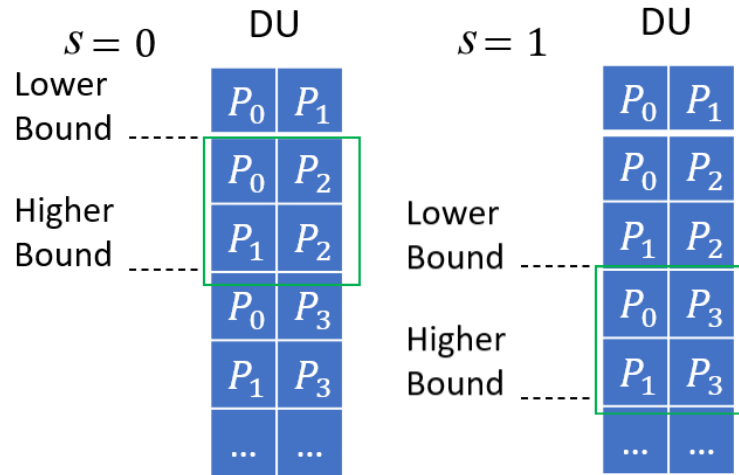 s = 0
DU
Lower
Bound
Higher
Bound
P₀ P₁
P₀ P₂
P₁ P₂
P₀ P₃
P₁ P₃
... ...
s = 1
DU
Lower
Bound
Higher
Bound
P₀ P₁
P₀ P₂
P₁ P₂
P₀ P₃
P₁ P₃
... ...